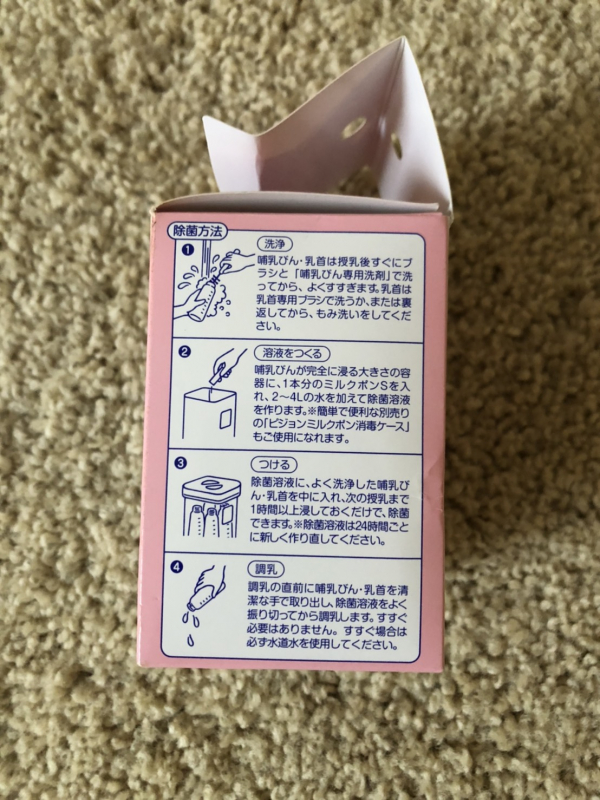 除菌方法
❶
洗浄
哺乳びん・乳首は授乳後すぐにブ
ラシと「哺乳びん専用洗剤」で洗
ってから、よくすすぎます。乳首は
乳首専用ブラシで洗うか、または裏
返してから、もみ洗いをしてくだ
さい。
❷
溶液をつくる
哺乳びんが完全に浸る大きさの容
器に、1本分のミルクポンSを入
れ、2〜4Lの水を加えて除菌溶液
を作ります。※簡単で便利な別売り
の「ピジョンミルクポン消毒ケース」
もご使用になれます。
❸
つける
除菌溶液に、よく洗浄した哺乳び
ん・乳首を中に入れ、次の授乳まで
1時間以上浸しておくだけで、除菌
できます。※除菌溶液は24時間ごと
に新しく作り直してください。
❹
調乳
調乳の直前に哺乳びん・乳首を清
潔な手で取り出し、除菌溶液をよく
振り切ってから調乳します。すすぐ
必要はありません。すすぐ場合は
必ず水道水を使用してください。